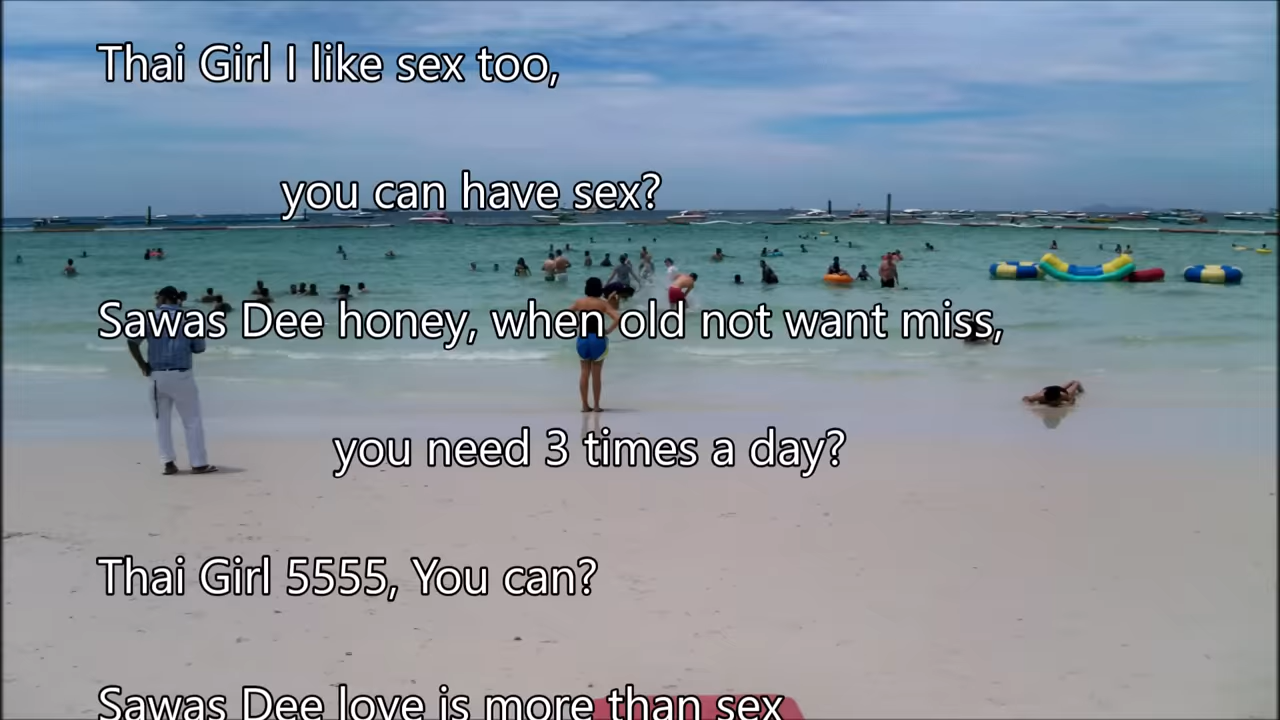 Thai Girl I like sex too,
you can have sex?
Sawas Dee honey, when old not want miss,
you need 3 times a day?
Thai Girl 5555, You can?
Sawas Dee love is more than sex